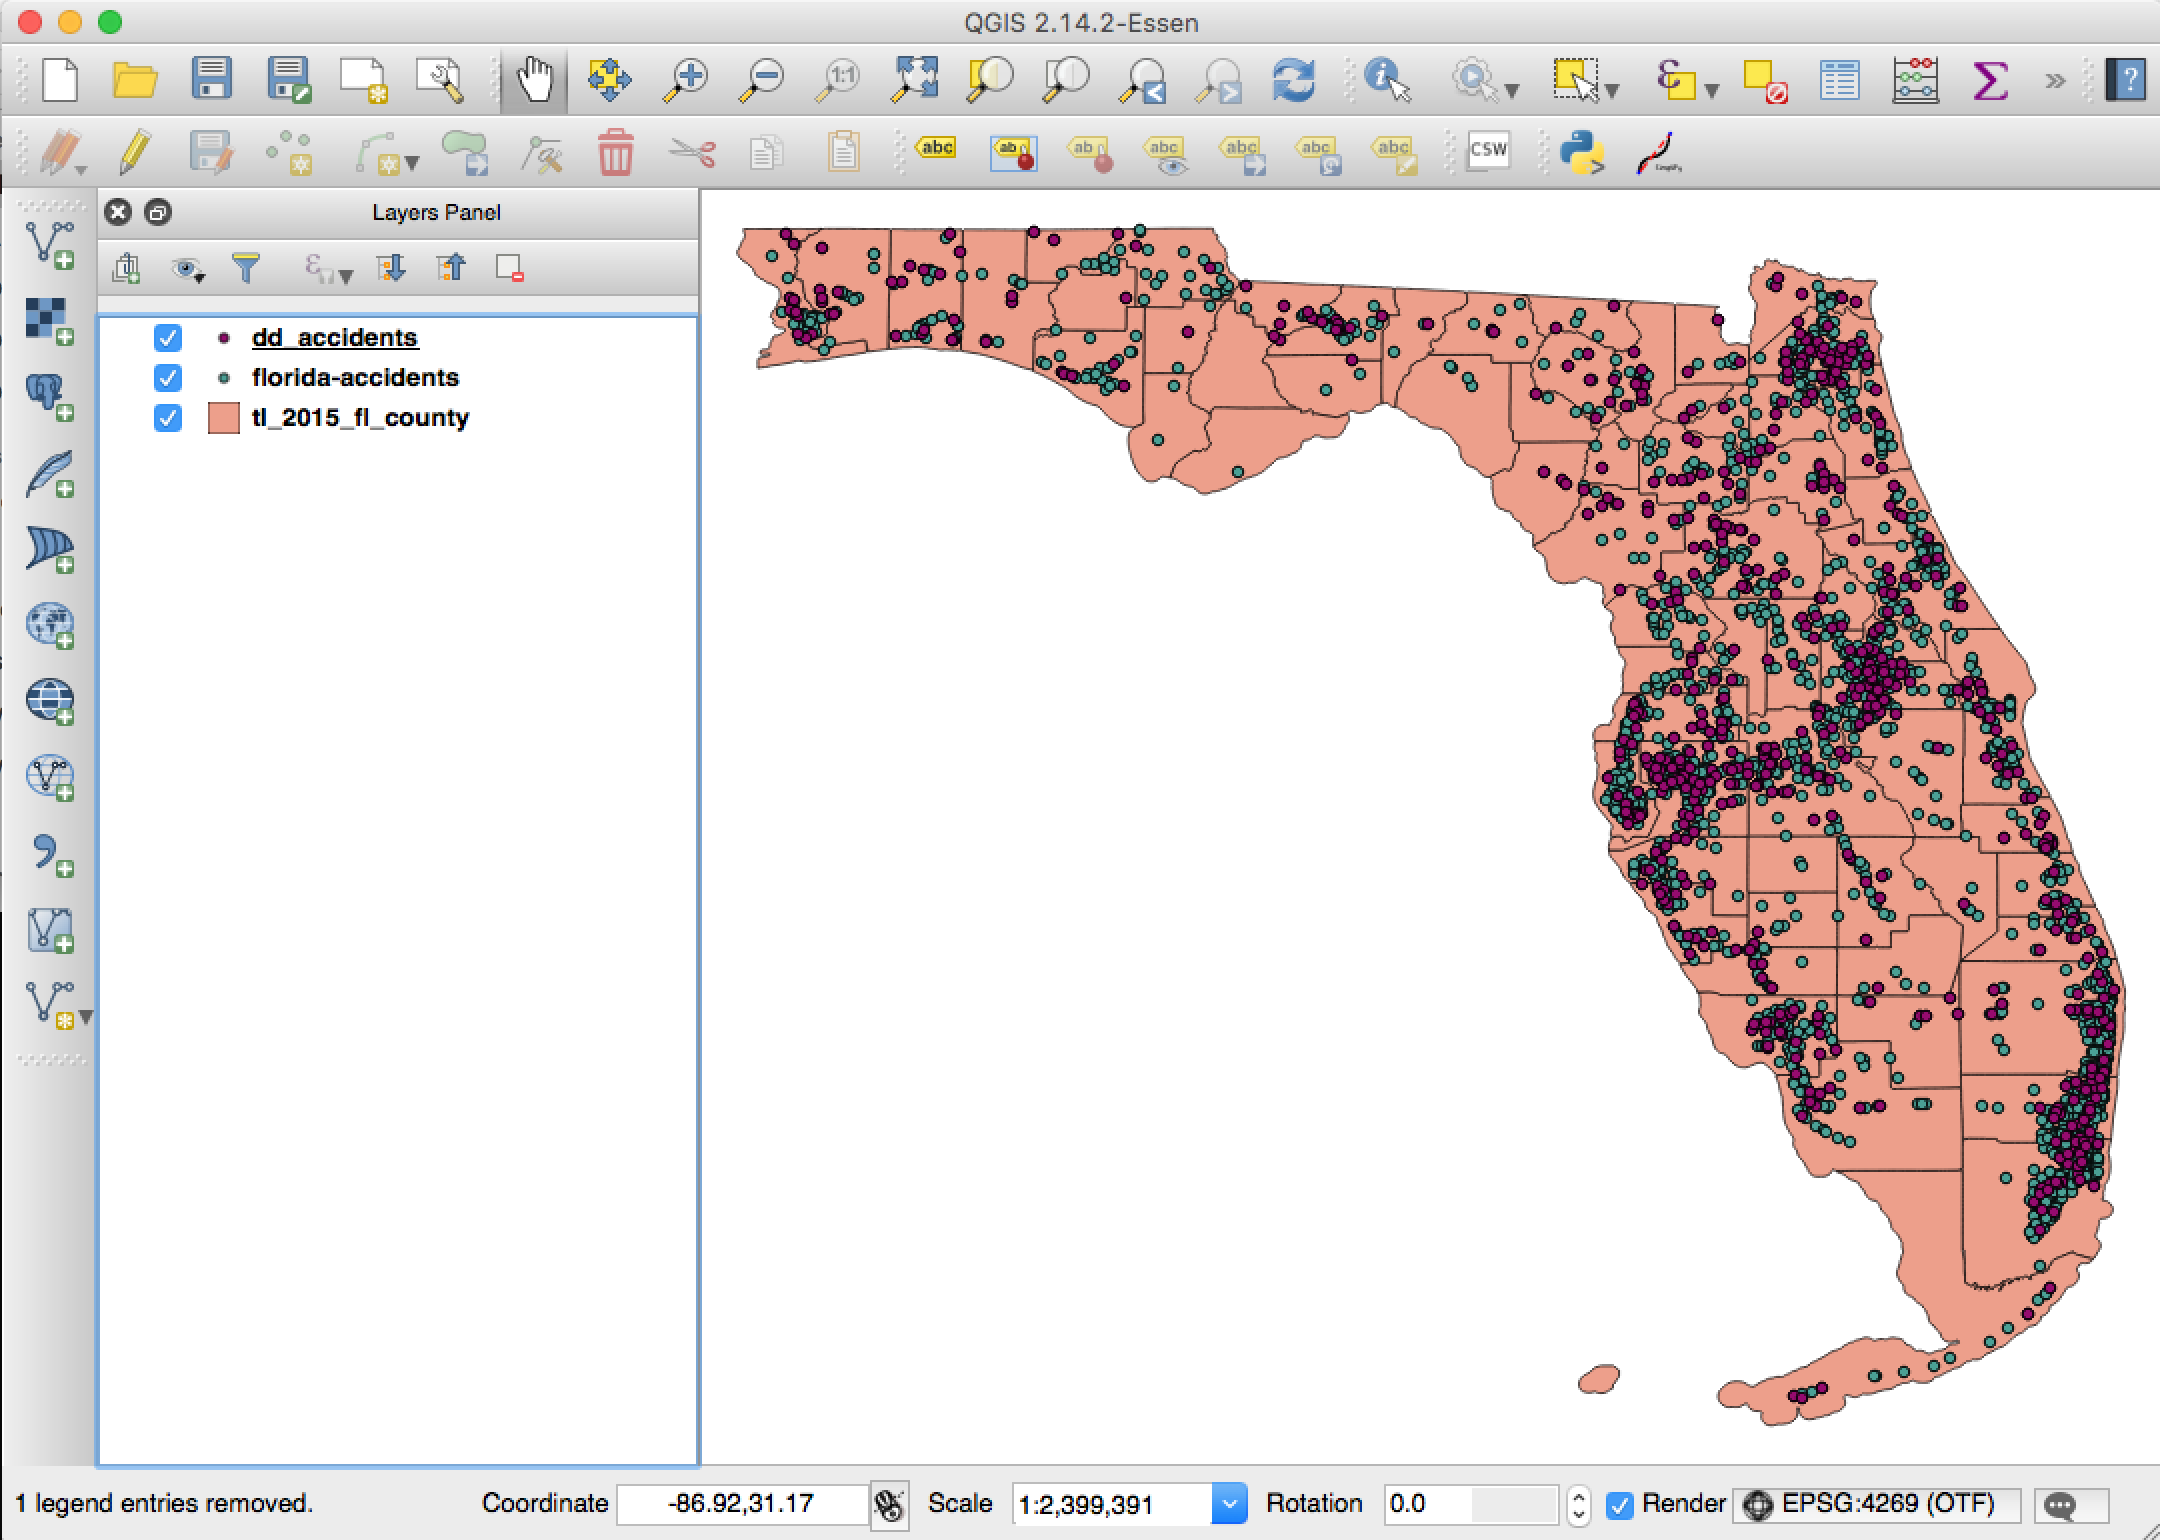 QGIS 2.14.2-Essen
1:1
abc
ab
ab
abc
abc
abc
abc
CSW
Layers Panel
dd_accidents
florida-accidents
tl_2015_fl_county
1 legend entries removed.
Coordinate
-86.92,31.17
Scale
1:2,399,391
Rotation
0.0
Render
EPSG:4269 (OTF)